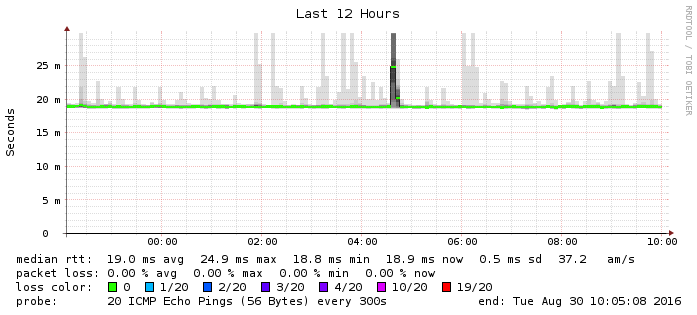 Last 12 Hours
RRDTOOL / TOBI OETIKER
Seconds
25 m
20 m
15 m
10 m
5 m
0
00:00 02:00 04:00 06:00 08:00 10:00
median rtt: 19.0 ms avg 24.9 ms max 18.8 ms min 18.9 ms now 0.5 ms sd 37.2 am/s
packet loss: 0.00 % avg 0.00 % max 0.00 % min 0.00 % now
loss color: 0 1/20 2/20 3/20 4/20 10/20 19/20
probe: 20 ICMP Echo Pings (56 Bytes) every 300s end: Tue Aug 30 10:05:08 2016